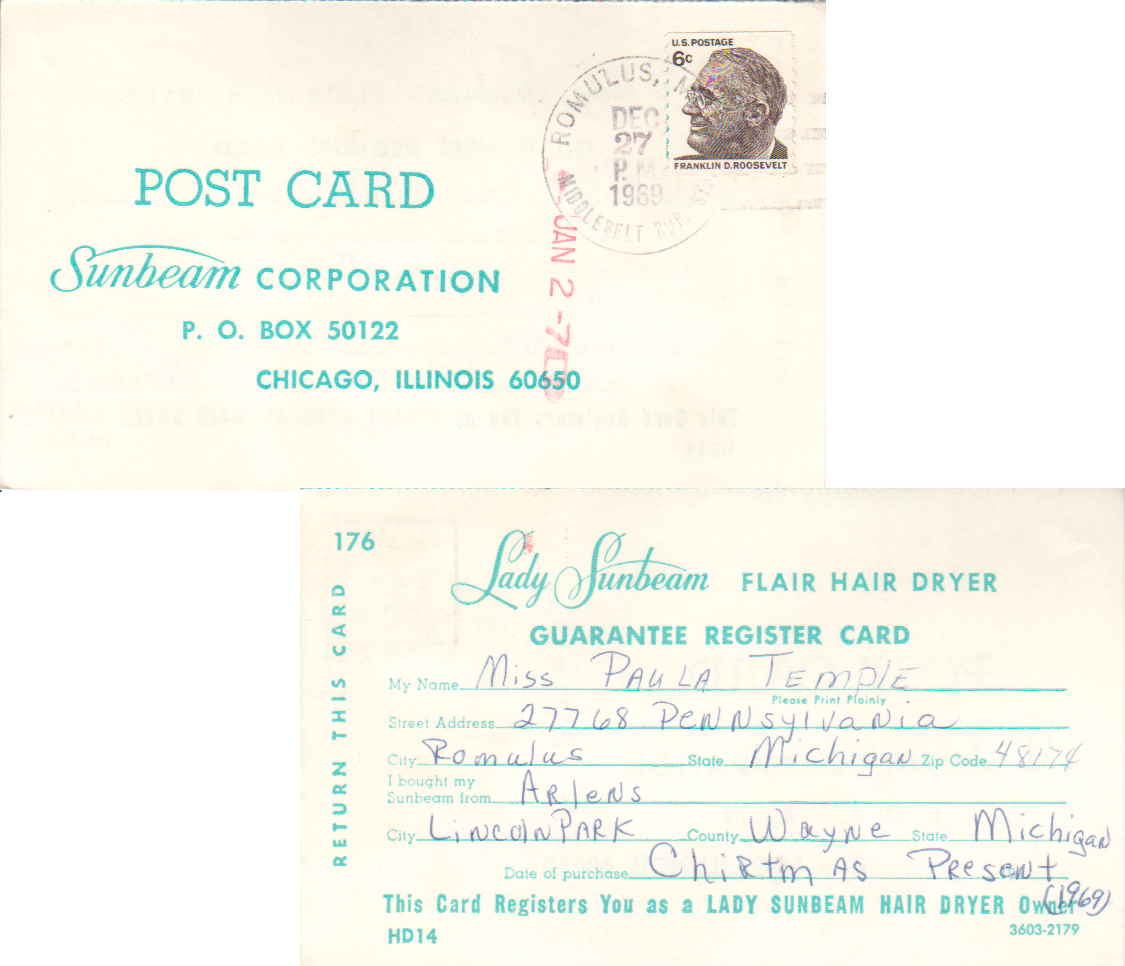 U.S. POSTAGE
6c
FRANKLIN D. ROOSEVELT
ROMULUS,
DEC
27
P.M.
1969
MIDDLEBELT
JAN 2 -70
POST CARD
Sunbeam CORPORATION
P. O. BOX 50122
CHICAGO, ILLINOIS 60650
176
RETURN THIS CARD
Lady Sunbeam FLAIR HAIR DRYER
GUARANTEE REGISTER CARD
My Name Miss PAULA TEMPLE
Please Print Plainly
Street Address 27768 PENNsylvaNia
City Romulus State Michigan Zip Code 48174
I bought my
Sunbeam from ARlENS
City LINCOlN PARK County Wayne State Michigan
Date of purchase ChiRtmAS PResent
(1969)
This Card Registers You as a LADY SUNBEAM HAIR DRYER Owner
HD14
3603-2179